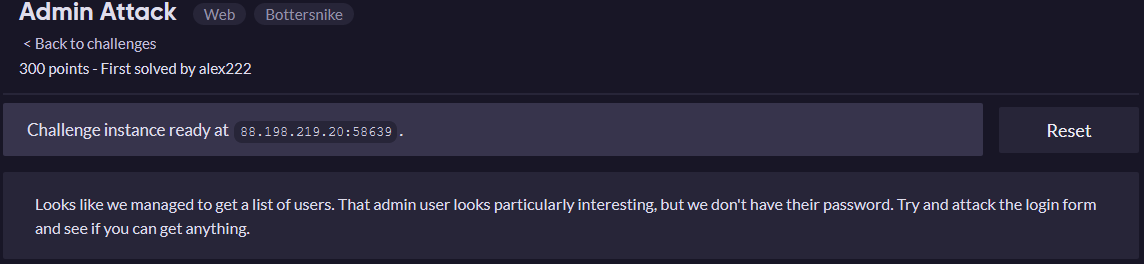 Admin Attack Web Bottersnike
< Back to challenges
300 points - First solved by alex222
Challenge instance ready at 88.198.219.20:58639. Reset
Looks like we managed to get a list of users. That admin user looks particularly interesting, but we don't have their password. Try and attack the login form
and see if you can get anything.